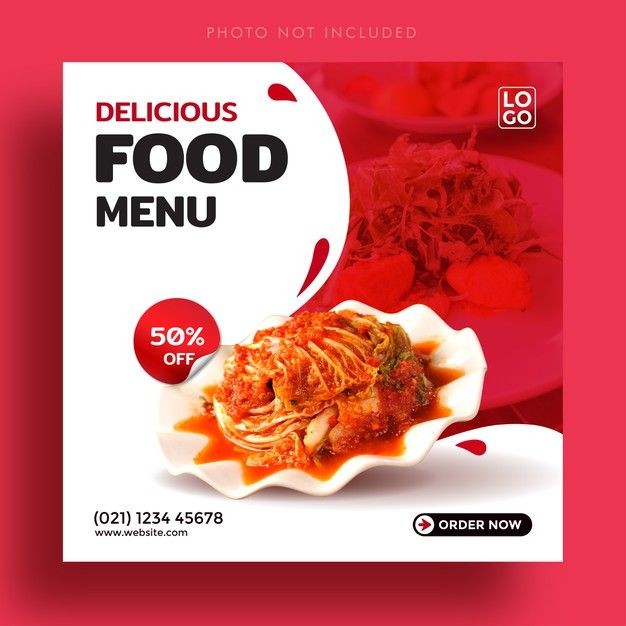 PHOTO NOT INCLUDED
DELICIOUS
FOOD
MENU
LO
GO
50%
OFF
(021) 1234 45678
www.website.com
ORDER NOW